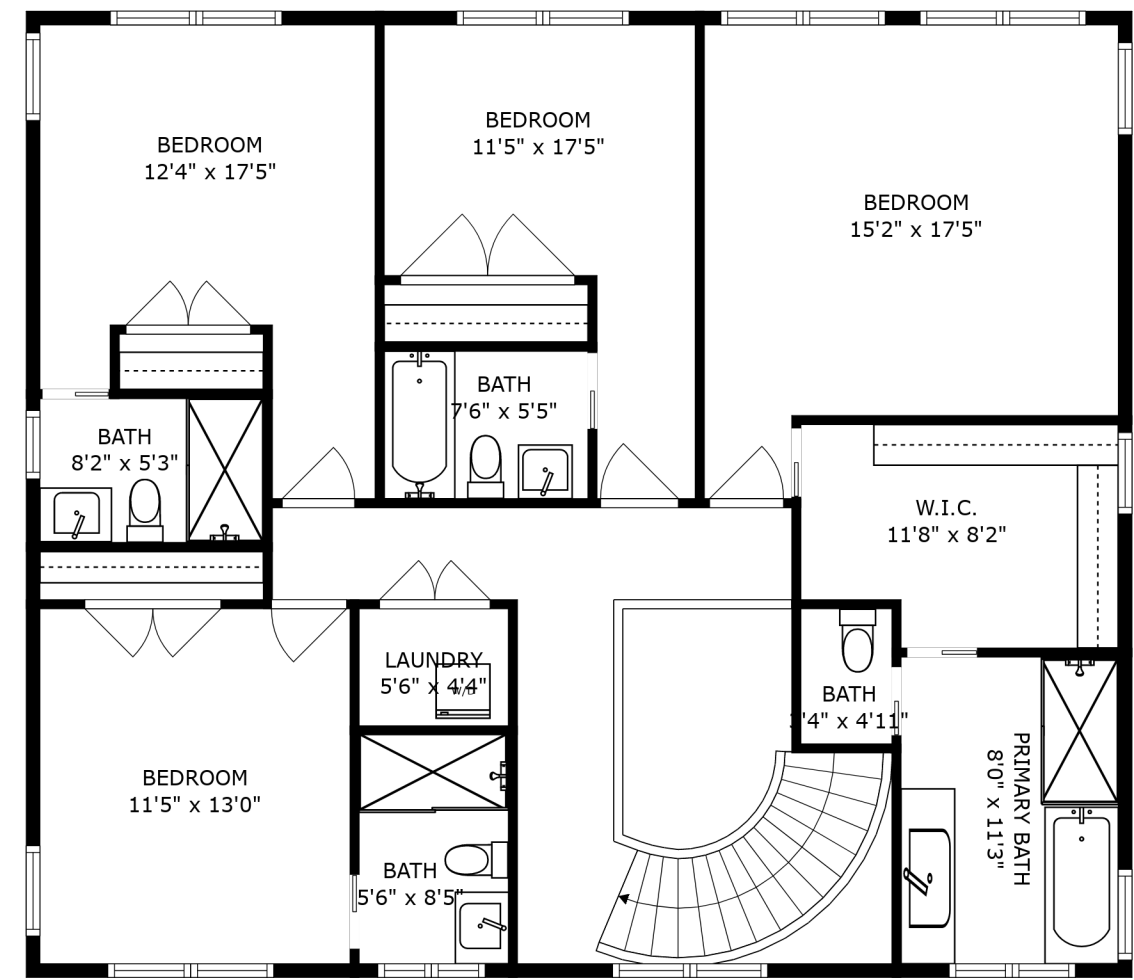 BEDROOM
12'4" x 17'5"
BEDROOM
11'5" x 17'5"
BEDROOM
15'2" x 17'5"
BATH
7'6" x 5'5"
BATH
8'2" x 5'3"
W.I.C.
11'8" x 8'2"
LAUNDRY
5'6" x 4'4"
W/D
BATH
3'4" x 4'11"
BEDROOM
11'5" x 13'0"
PRIMARY BATH
8'0" x 11'3"
BATH
5'6" x 8'5"